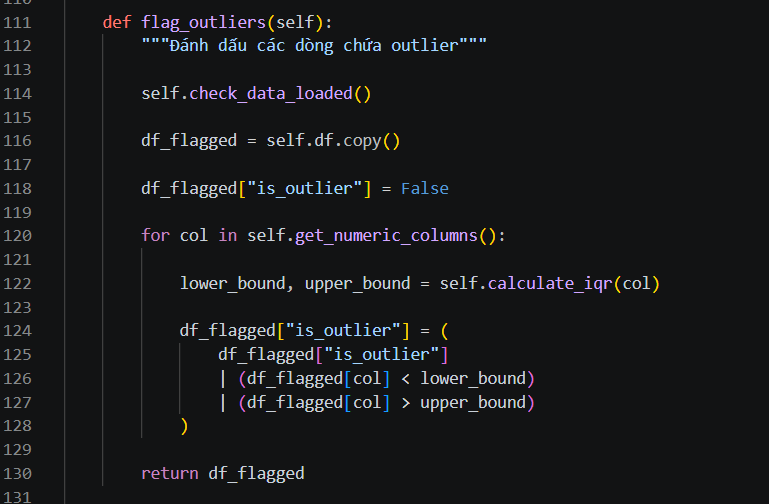 111 def flag_outliers(self):
112 """Đánh dấu các dòng chứa outlier"""
113
114 self.check_data_loaded()
115
116 df_flagged = self.df.copy()
117
118 df_flagged["is_outlier"] = False
119
120 for col in self.get_numeric_columns():
121
122 lower_bound, upper_bound = self.calculate_iqr(col)
123
124 df_flagged["is_outlier"] = (
125 df_flagged["is_outlier"]
126 | (df_flagged[col] < lower_bound)
127 | (df_flagged[col] > upper_bound)
128 )
129
130 return df_flagged
131